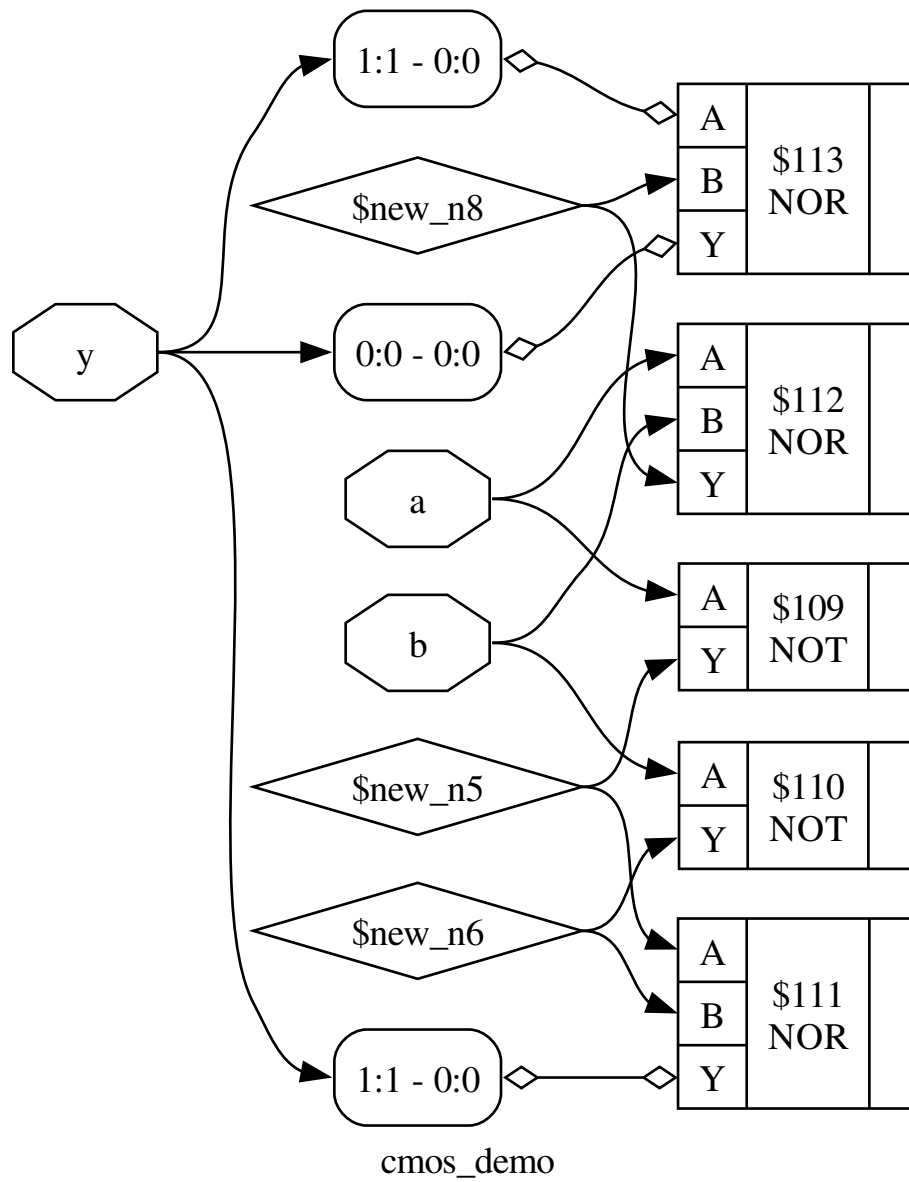 1:1 - 0:0
A
B
Y
$113
NOR
$new_n8
y
0:0 - 0:0
A
B
Y
$112
NOR
a
A
Y
$109
NOT
b
$new_n5
A
Y
$110
NOT
$new_n6
A
B
Y
$111
NOR
1:1 - 0:0
cmos_demo